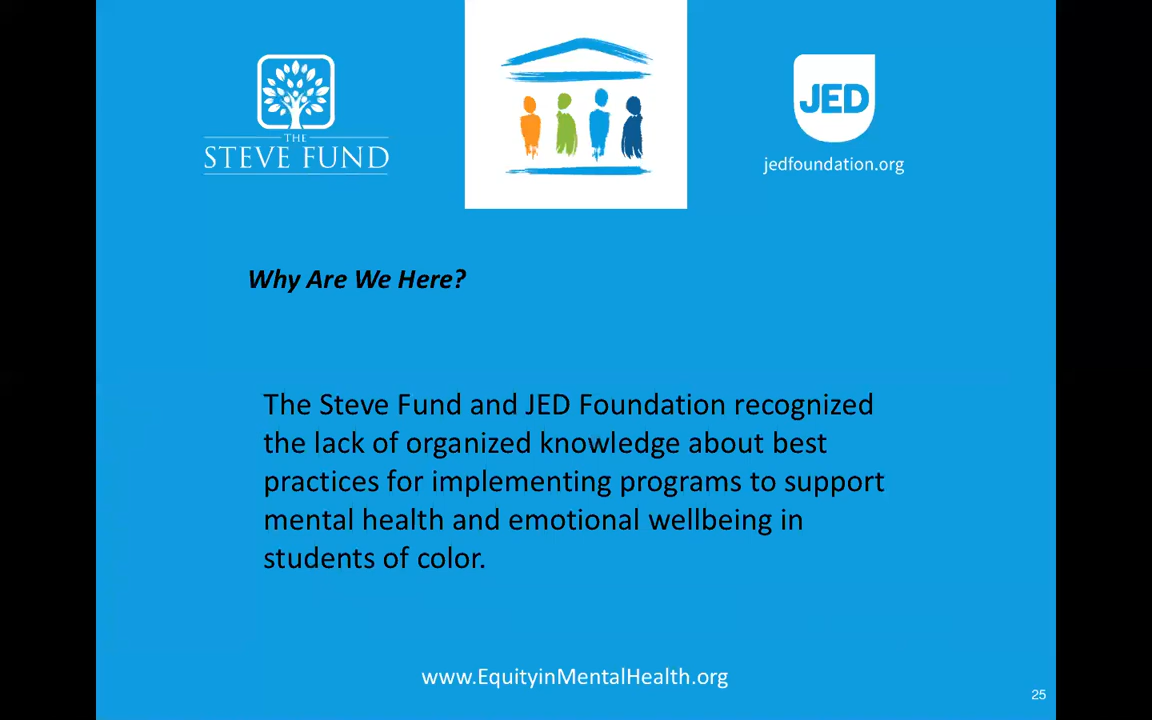 THE
STEVE FUND
JED
jedfoundation.org
Why Are We Here?
The Steve Fund and JED Foundation recognized
the lack of organized knowledge about best
practices for implementing programs to support
mental health and emotional wellbeing in
students of color.
www.EquityinMentalHealth.org
25